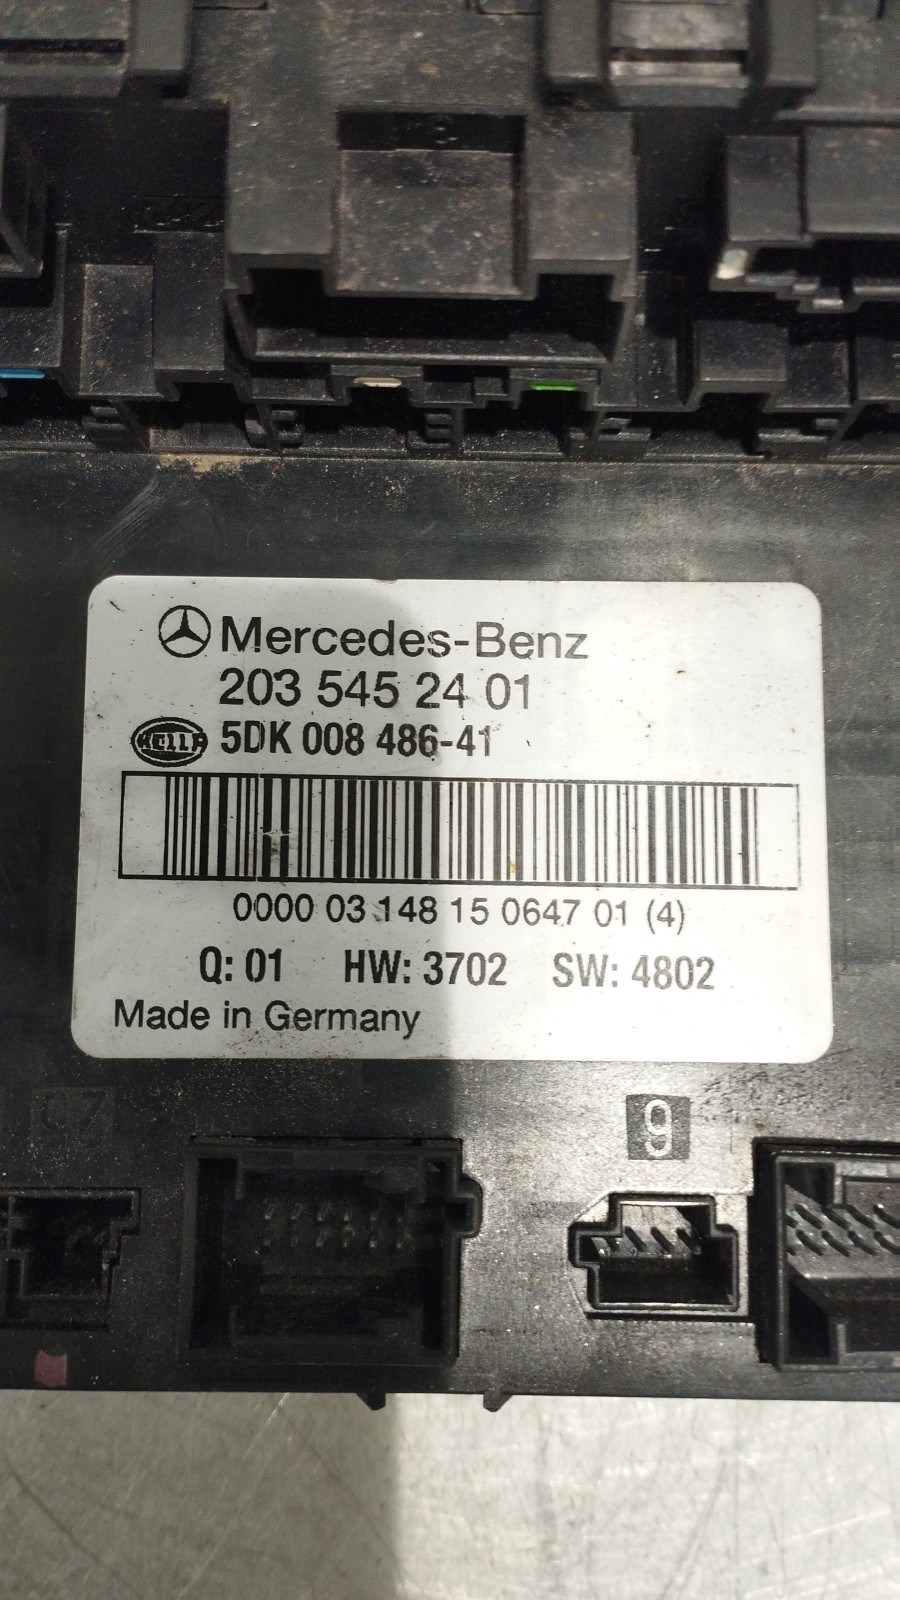 Mercedes-Benz
203 545 24 01
HELLA 5DK 008 486-41
0000 03 148 15 0647 01 (4)
Q: 01 HW: 3702 SW: 4802
Made in Germany
9